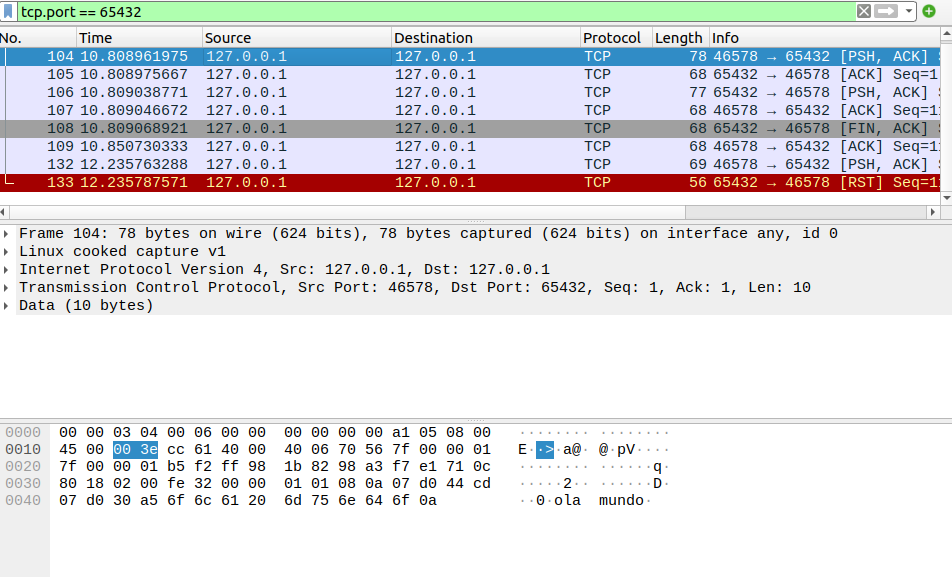 tcp.port == 65432
No. Time Source Destination Protocol Length Info
104 10.808961975 127.0.0.1 127.0.0.1 TCP 78 46578 → 65432 [PSH, ACK]
105 10.808975667 127.0.0.1 127.0.0.1 TCP 68 65432 → 46578 [ACK] Seq=1
106 10.809038771 127.0.0.1 127.0.0.1 TCP 77 65432 → 46578 [PSH, ACK]
107 10.809046672 127.0.0.1 127.0.0.1 TCP 68 46578 → 65432 [ACK] Seq=1
108 10.809068921 127.0.0.1 127.0.0.1 TCP 68 65432 → 46578 [FIN, ACK]
109 10.850730333 127.0.0.1 127.0.0.1 TCP 68 46578 → 65432 [ACK] Seq=1
132 12.235763288 127.0.0.1 127.0.0.1 TCP 69 46578 → 65432 [PSH, ACK]
133 12.235787571 127.0.0.1 127.0.0.1 TCP 56 65432 → 46578 [RST] Seq=1
Frame 104: 78 bytes on wire (624 bits), 78 bytes captured (624 bits) on interface any, id 0
Linux cooked capture v1
Internet Protocol Version 4, Src: 127.0.0.1, Dst: 127.0.0.1
Transmission Control Protocol, Src Port: 46578, Dst Port: 65432, Seq: 1, Ack: 1, Len: 10
Data (10 bytes)
0000 00 00 03 04 00 06 00 00 00 00 00 00 a1 05 08 00 ········ ········
0010 45 00 00 3e cc 61 40 00 40 06 70 56 7f 00 00 01 E··>·a@· @·pV····
0020 7f 00 00 01 b5 f2 ff 98 1b 82 98 a3 f7 e1 71 0c ········ ······q·
0030 80 18 02 00 fe 32 00 00 01 01 08 0a 07 d0 44 cd ·····2·· ······D·
0040 07 d0 30 a5 6f 6c 61 20 6d 75 6e 64 6f 0a ··0·ola mundo·